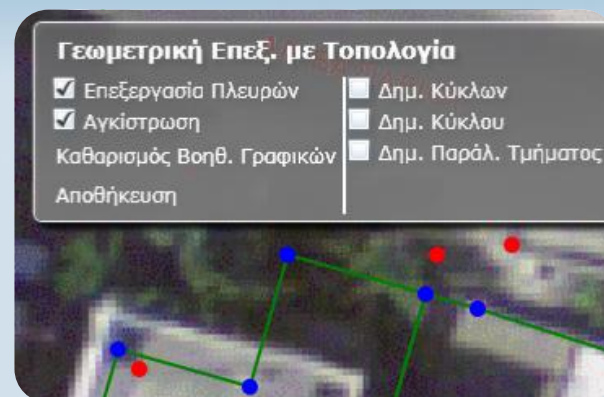 Γεωμετρική Επεξ. με Τοπολογία
Επεξεργασία Πλευρών
Αγκίστρωση
Καθαρισμός Βοηθ. Γραφικών
Αποθήκευση
Δημ. Κύκλων
Δημ. Κύκλου
Δημ. Παράλ. Τμήματος